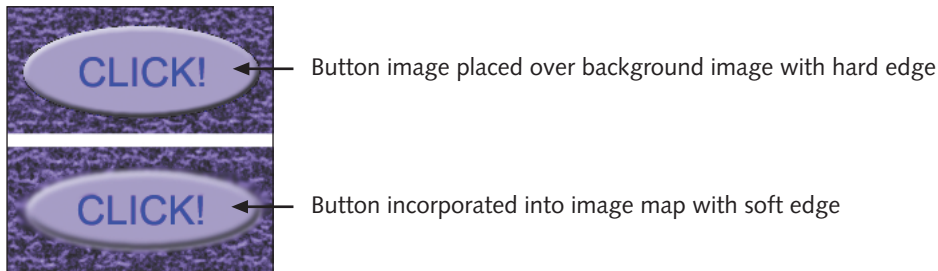 CLICK!
Button image placed over background image with hard edge
CLICK!
Button incorporated into image map with soft edge